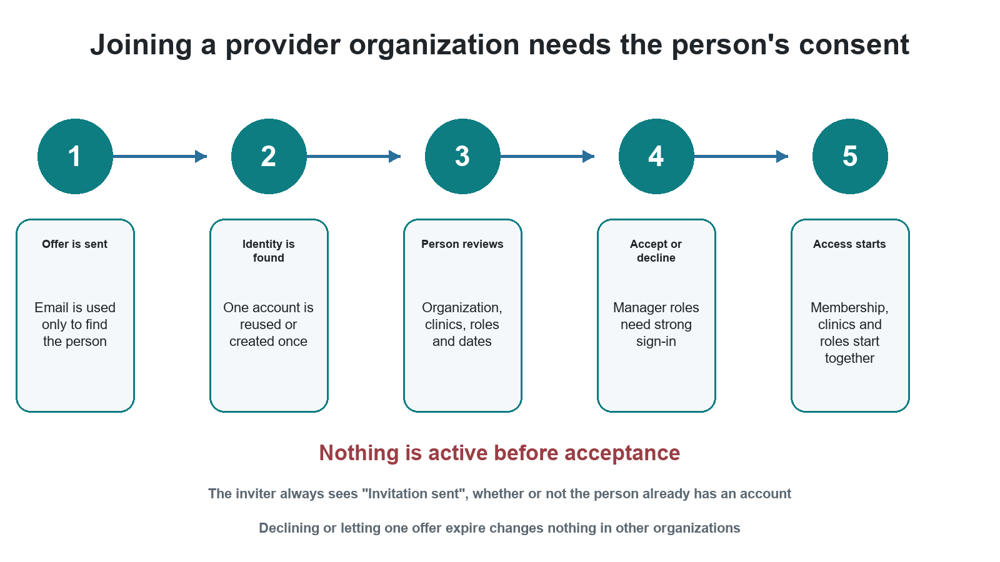 Joining a provider organization needs the person's consent
1
2
3
4
5
Offer is sent
Email is used
only to find
the person
Identity is
found
One account is
reused or
created once
Person reviews
Organization,
clinics, roles
and dates
Accept or
decline
Manager roles
need strong
sign-in
Access starts
Membership,
clinics and
roles start
together
Nothing is active before acceptance
The inviter always sees "Invitation sent", whether or not the person already has an account
Declining or letting one offer expire changes nothing in other organizations